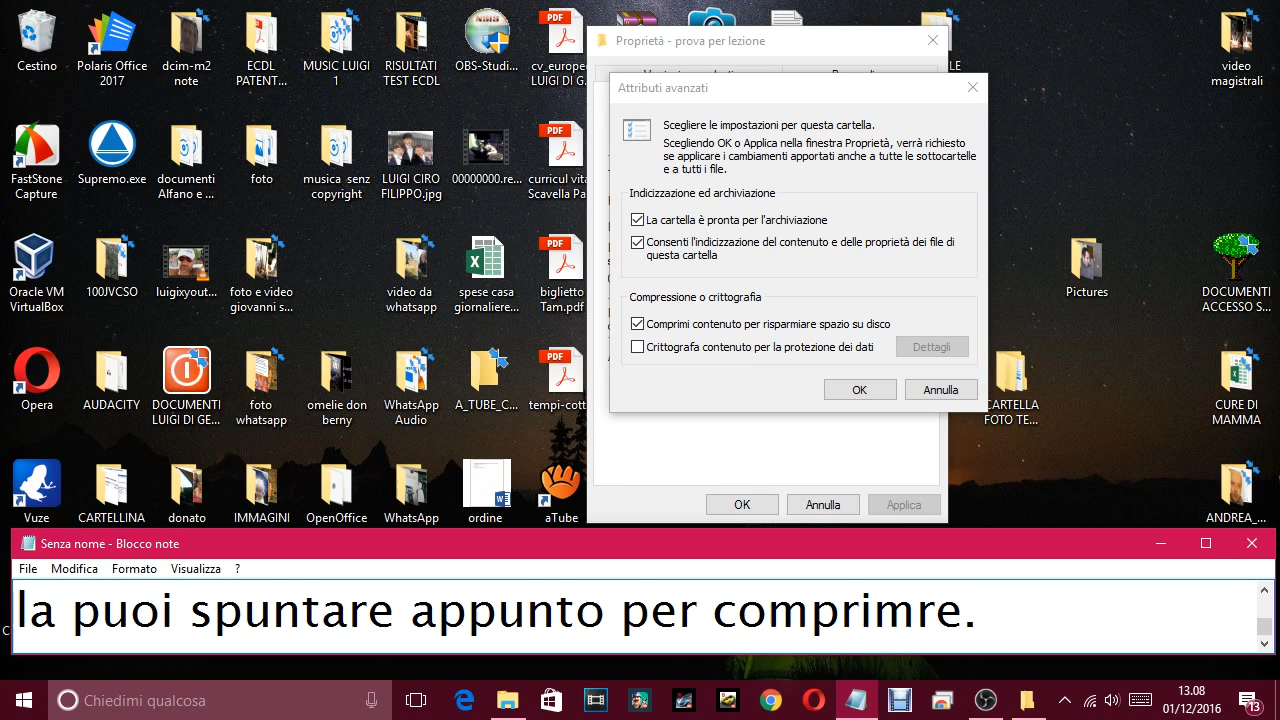 Cestino
Polaris Office
2017
dcim-m2
note
ECDL
PATENT...
MUSIC LUIGI
1
RISULTATI
TEST ECDL
NSIS
OBS-Studi...
PDF
cv_europe
LUIGI DI G.
video
magistrali
Proprietà - prova per lezione
Attributi avanzati
Scegliere le impostazioni per questa cartella.
Scegliendo OK o Applica nella finestra Proprietà, verrà richiesto
se applicare i cambiamenti apportati anche a tutte le sottocartelle
e a tutti i file.
Indicizzazione ed archiviazione
La cartella è pronta per l'archiviazione
Consenti l'indicizzazione del contenuto e delle proprietà dei file di
questa cartella
Compressione o crittografia
Comprimi contenuto per risparmiare spazio su disco
Crittografa contenuto per la protezione dei dati
Dettagli
OK
Annulla
OK
Annulla
Applica
FastStone
Capture
Supremo.exe
documenti
Alfano e ...
foto
musica senz
copyright
LUIGI CIRO
FILIPPO.jpg
00000000.re...
PDF
curricul vita
Scavella Pa
Oracle VM
VirtualBox
100JVCSO
luigixyout...
foto e video
giovanni s...
video da
whatsapp
spese casa
giornaliere...
PDF
biglietto
Tam.pdf
Pictures
DOCUMENTI
ACCESSO S...
Opera
AUDACITY
DOCUMENTI
LUIGI DI GE...
foto
whatsapp
omelie don
berny
WhatsApp
Audio
A_TUBE_C...
PDF
tempi-cott
CARTELLA
FOTO TE...
CURE DI
MAMMA
Vuze
CARTELLINA
donato
IMMAGINI
OpenOffice
WhatsApp
ordine
aTube
ANDREA_...
Senza nome - Blocco note
File Modifica Formato Visualizza ?
la puoi spuntare appunto per comprimre.
Chiedimi qualcosa
13.08
01/12/2016
13